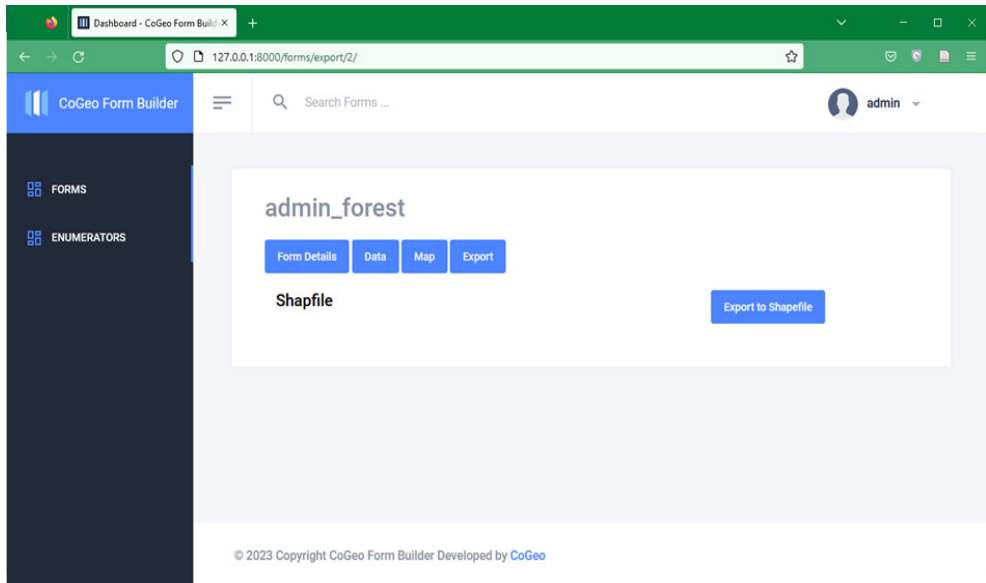 Dashboard - CoGeo Form Build
127.0.0.1:8000/forms/export/2/
CoGeo Form Builder
Search Forms ...
admin
FORMS
ENUMERATORS
admin_forest
Form Details
Data
Map
Export
Shapfile
Export to Shapefile
© 2023 Copyright CoGeo Form Builder Developed by CoGeo